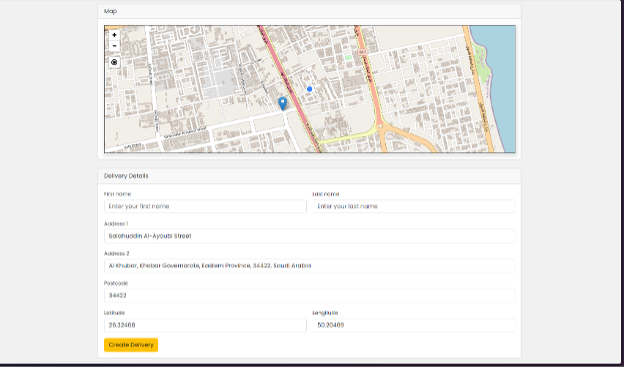 Map
+
-
Delivery Details
First name
Last name
Enter your first name
Enter your last name
Address 1
Salahuddin Al-Ayoubi Street
Address 2
Al Khubar, Khobar Governorate, Eastern Province, 34422, Saudi Arabia
Postcode
34422
Latitude
Longitude
26.32468
50.20409
Create Delivery